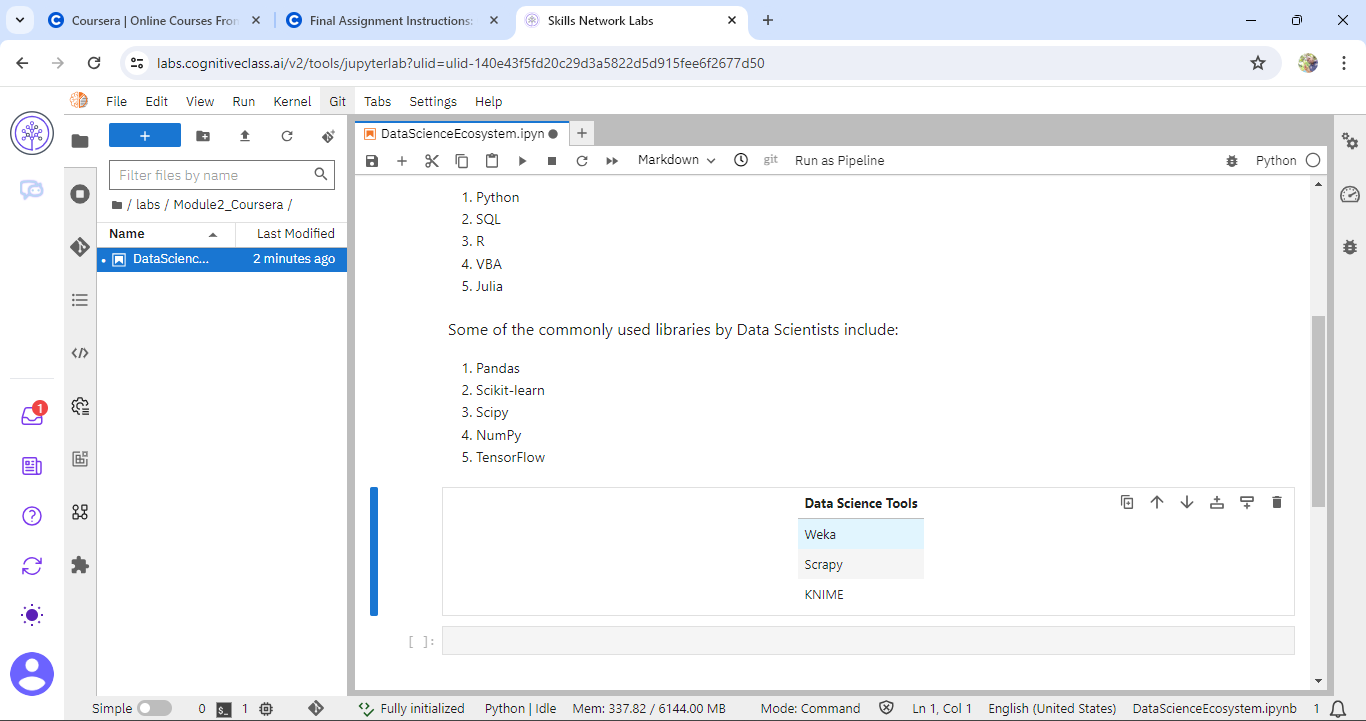 Coursera | Online Courses Fron
Final Assignment Instructions:
Skills Network Labs
labs.cognitiveclass.ai/v2/tools/jupyterlab?ulid=ulid-140e43f5fd20c29d3a5822d5d915fee6f2677d50
File Edit View Run Kernel Git Tabs Settings Help
DataScienceEcosystem.ipyn
Markdown
git
Run as Pipeline
Python
Filter files by name
/ labs / Module2_Coursera /
Name Last Modified
DataScienc... 2 minutes ago
1. Python
2. SQL
3. R
4. VBA
5. Julia
Some of the commonly used libraries by Data Scientists include:
1. Pandas
2. Scikit-learn
3. Scipy
4. NumPy
5. TensorFlow
Data Science Tools
Weka
Scrapy
KNIME
[ ]:
1
Simple 0 $_ 1 Fully initialized Python | Idle Mem: 337.82 / 6144.00 MB Mode: Command Ln 1, Col 1 English (United States) DataScienceEcosystem.ipynb 1